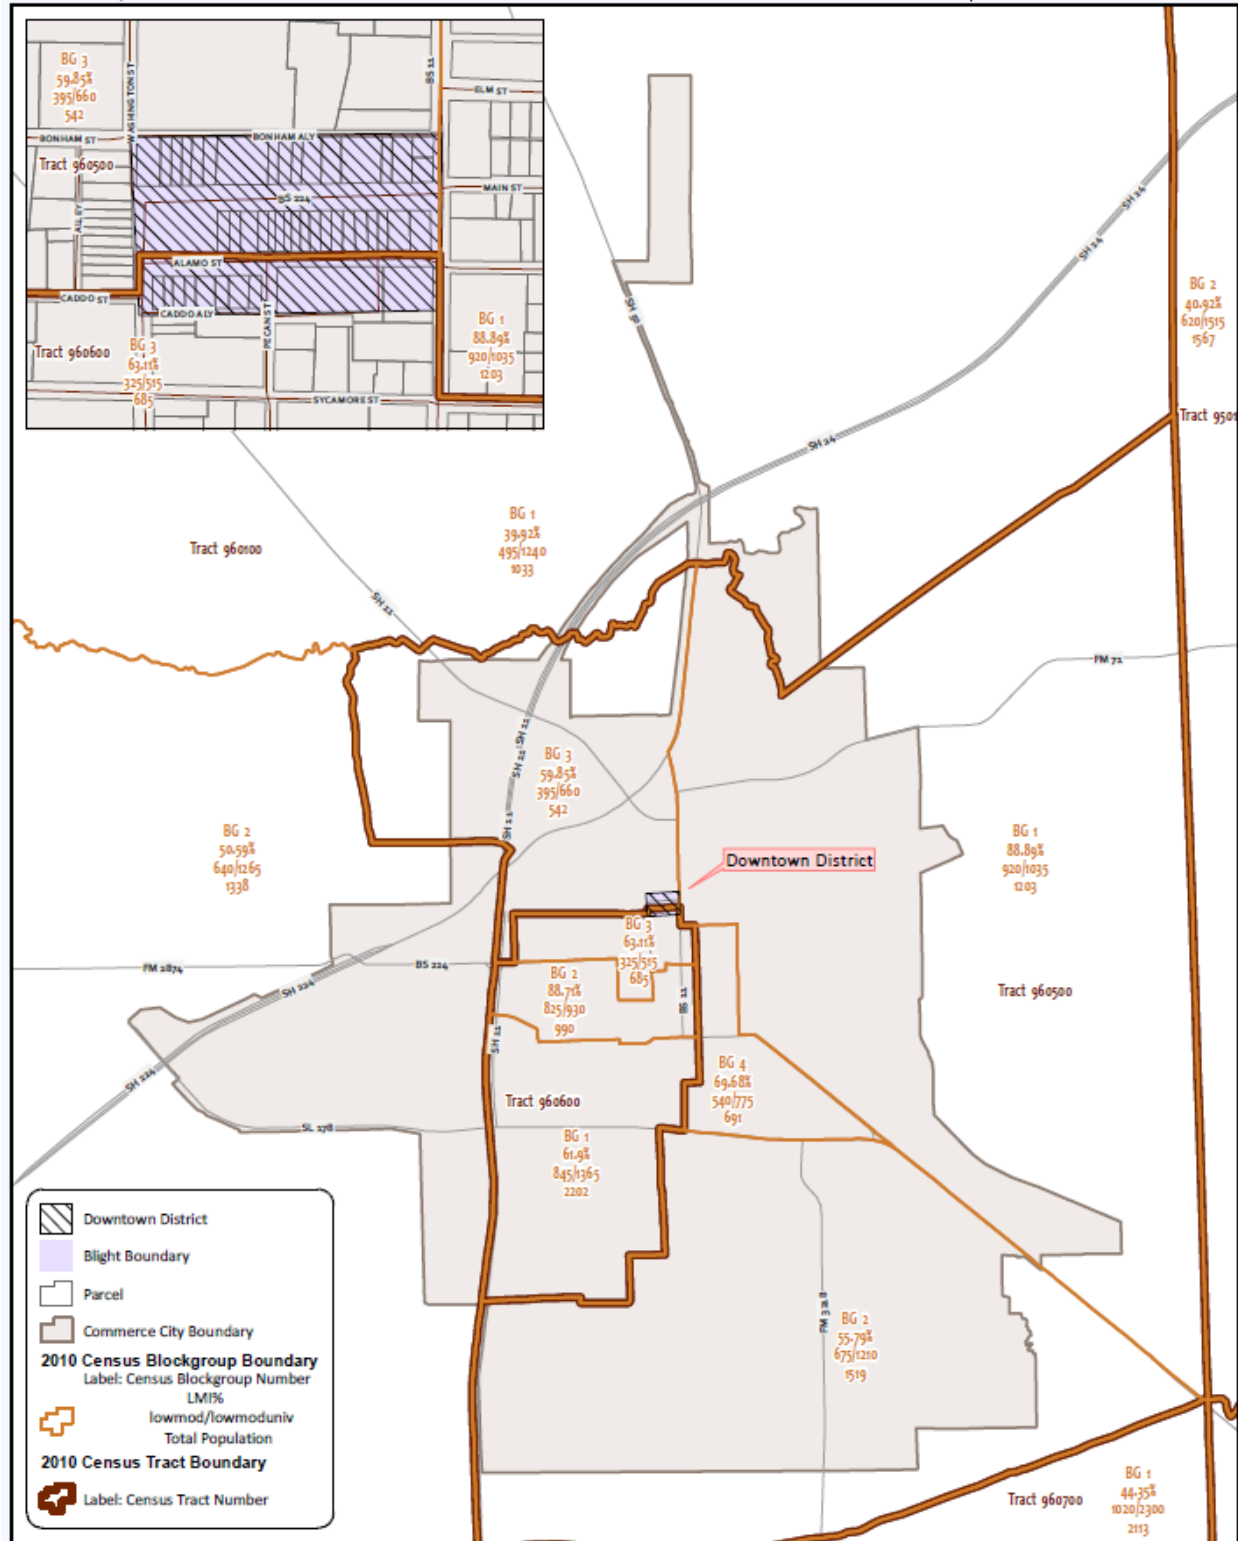 BG 3
59.85%
395/660
542
WASHINGTON ST
BS 11
ELM ST
BONHAM ST
BONHAM ALY
Tract 960500
MAIN ST
BS 224
ALLEY
ALAMO ST
CADDO ST
CADDO ALY
PECAN ST
Tract 960600
BG 3
63.11%
325/515
685
BG 1
88.89%
920/1035
1203
SYCAMORE ST
SH 24
SH 24
SH 50
BG 2
40.92%
620/1515
1567
Tract 9501
SH 24
BG 1
39.92%
495/1240
1033
Tract 960100
SH 11
FM 71
SH 11
SH 11
BG 3
59.85%
395/660
542
SH 11
BG 2
50.59%
640/1265
1338
BG 1
88.89%
920/1035
1203
Downtown District
BG 3
63.11%
325/515
685
FM 2874
BS 224
SH 224
BG 2
88.71%
825/930
990
BS 11
Tract 960500
SH 11
SH 224
BG 4
69.68%
540/775
691
Tract 960600
SL 178
BG 1
61.9%
845/1365
2202
FM 3218
BG 2
55.79%
675/1210
1519
Downtown District
Blight Boundary
Parcel
Commerce City Boundary
2010 Census Blockgroup Boundary
Label: Census Blockgroup Number
LMI%
lowmod/lowmoduniv
Total Population
2010 Census Tract Boundary
Label: Census Tract Number
Tract 960700
BG 1
44.35%
1020/2300
2113